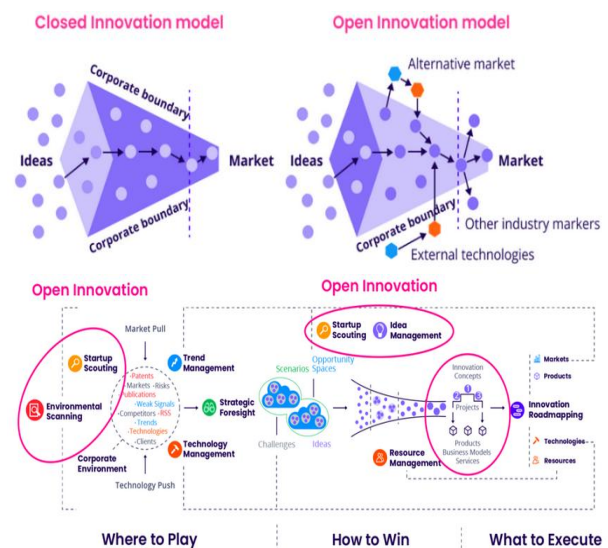 Closed Innovation model
Open Innovation model
Corporate boundary
Ideas
Market
Corporate boundary
Alternative market
Ideas
Market
Corporate boundary
Other industry markers
External technologies
Open Innovation
Open Innovation
Market Pull
Startup
Scouting
Trend
Management
-Patents
Markets -Risks
Publications
-Weak Signals
-Competitors -RSS
-Trends
-Technologies
-Clients
Environmental
Scanning
Corporate
Environment
Technology
Management
Technology Push
Strategic
Foresight
Startup
Scouting
Idea
Management
Scenarios
Opportunity
Spaces
Challenges
Ideas
Innovation
Concepts
1
2
3
Projects
Products
Business Models
Services
Resource
Management
Innovation
Roadmapping
Markets
Products
Technologies
Resources
Where to Play
How to Win
What to Execute